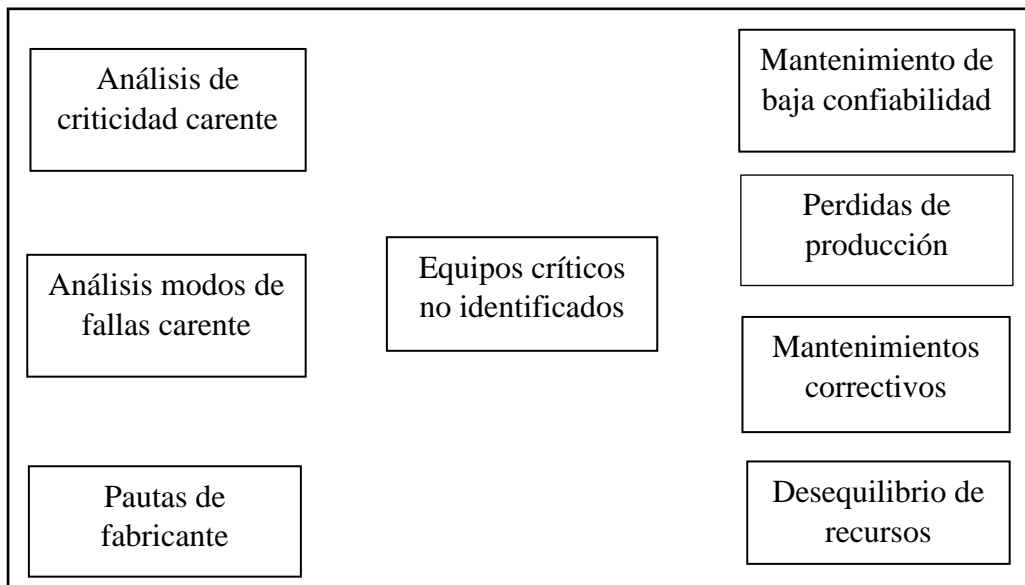 Análisis de
criticidad carente
Análisis modos de
fallas carente
Pautas de
fabricante
Equipos críticos
no identificados
Mantenimiento de
baja confiabilidad
Perdidas de
producción
Mantenimientos
correctivos
Desequilibrio de
recursos